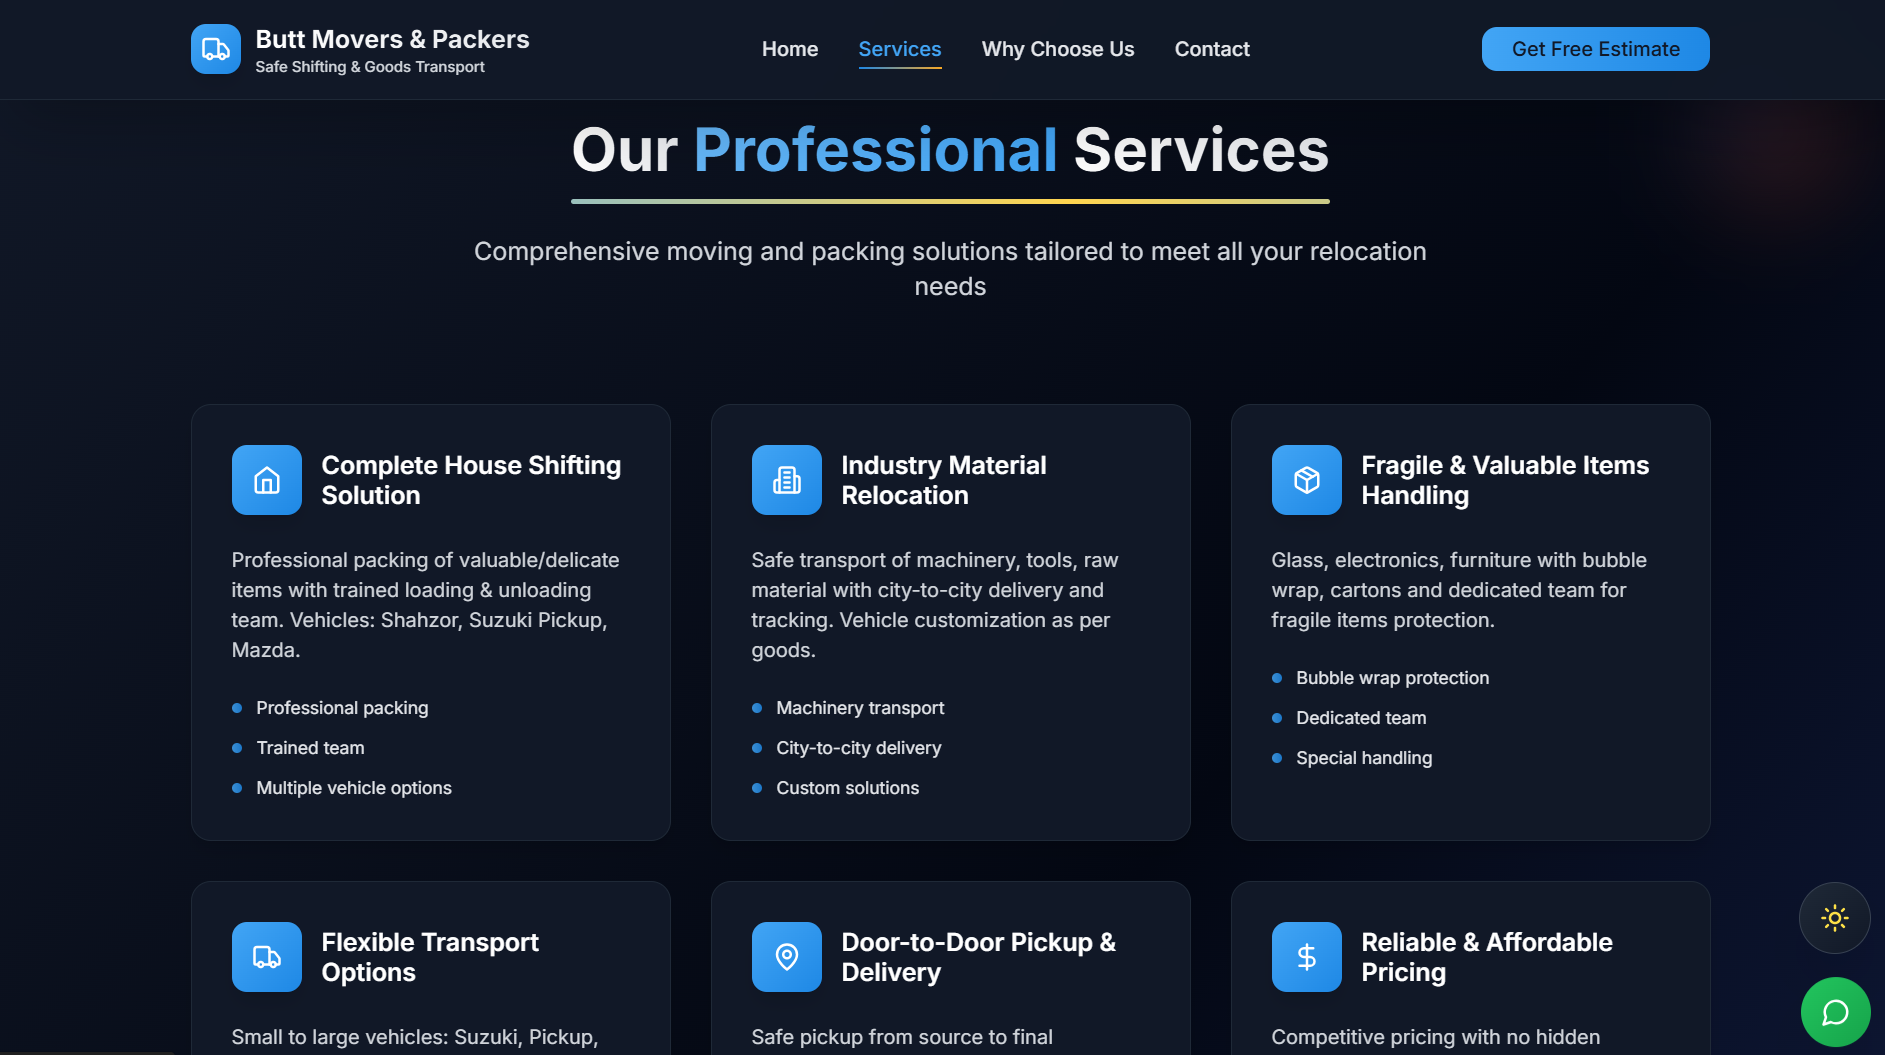 Butt Movers & Packers
Safe Shifting & Goods Transport
Home
Services
Why Choose Us
Contact
Get Free Estimate
Our Professional Services
Comprehensive moving and packing solutions tailored to meet all your relocation
needs
Complete House Shifting
Solution
Professional packing of valuable/delicate
items with trained loading & unloading
team. Vehicles: Shahzor, Suzuki Pickup,
Mazda.
Professional packing
Trained team
Multiple vehicle options
Industry Material
Relocation
Safe transport of machinery, tools, raw
material with city-to-city delivery and
tracking. Vehicle customization as per
goods.
Machinery transport
City-to-city delivery
Custom solutions
Fragile & Valuable Items
Handling
Glass, electronics, furniture with bubble
wrap, cartons and dedicated team for
fragile items protection.
Bubble wrap protection
Dedicated team
Special handling
Flexible Transport
Options
Small to large vehicles: Suzuki, Pickup,
Door-to-Door Pickup &
Delivery
Safe pickup from source to final
Reliable & Affordable
Pricing
Competitive pricing with no hidden